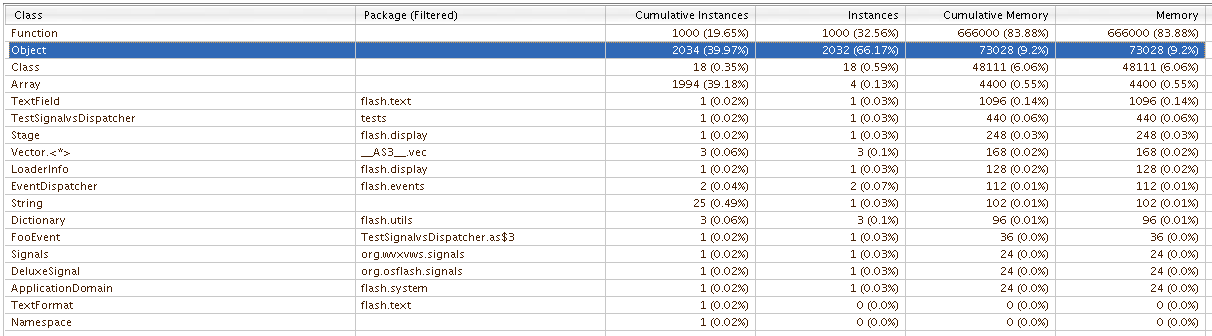 Class Package (Filtered) Cumulative Instances Instances Cumulative Memory Memory
Function 1000 (19.65%) 1000 (32.56%) 666000 (83.88%) 666000 (83.88%)
Object 2034 (39.97%) 2032 (66.17%) 73028 (9.2%) 73028 (9.2%)
Class 18 (0.35%) 18 (0.59%) 48111 (6.06%) 48111 (6.06%)
Array 1994 (39.18%) 4 (0.13%) 4400 (0.55%) 4400 (0.55%)
TextField flash.text 1 (0.02%) 1 (0.03%) 1096 (0.14%) 1096 (0.14%)
TestSignalvsDispatcher tests 1 (0.02%) 1 (0.03%) 440 (0.06%) 440 (0.06%)
Stage flash.display 1 (0.02%) 1 (0.03%) 248 (0.03%) 248 (0.03%)
Vector.<*> __AS3__.vec 3 (0.06%) 3 (0.1%) 168 (0.02%) 168 (0.02%)
LoaderInfo flash.display 1 (0.02%) 1 (0.03%) 128 (0.02%) 128 (0.02%)
EventDispatcher flash.events 2 (0.04%) 2 (0.07%) 112 (0.01%) 112 (0.01%)
String 25 (0.49%) 0 (0.0%) 102 (0.01%) 102 (0.01%)
Dictionary flash.utils 3 (0.06%) 3 (0.1%) 96 (0.01%) 96 (0.01%)
FooEvent TestSignalvsDispatcher.as$3 1 (0.02%) 1 (0.03%) 36 (0.0%) 36 (0.0%)
Signals org.wvxvws.signals 1 (0.02%) 1 (0.03%) 24 (0.0%) 24 (0.0%)
DeluxeSignal org.osflash.signals 1 (0.02%) 1 (0.03%) 24 (0.0%) 24 (0.0%)
ApplicationDomain flash.system 1 (0.02%) 1 (0.03%) 24 (0.0%) 24 (0.0%)
TextFormat flash.text 1 (0.02%) 0 (0.0%) 0 (0.0%) 0 (0.0%)
Namespace 1 (0.02%) 0 (0.0%) 0 (0.0%) 0 (0.0%)